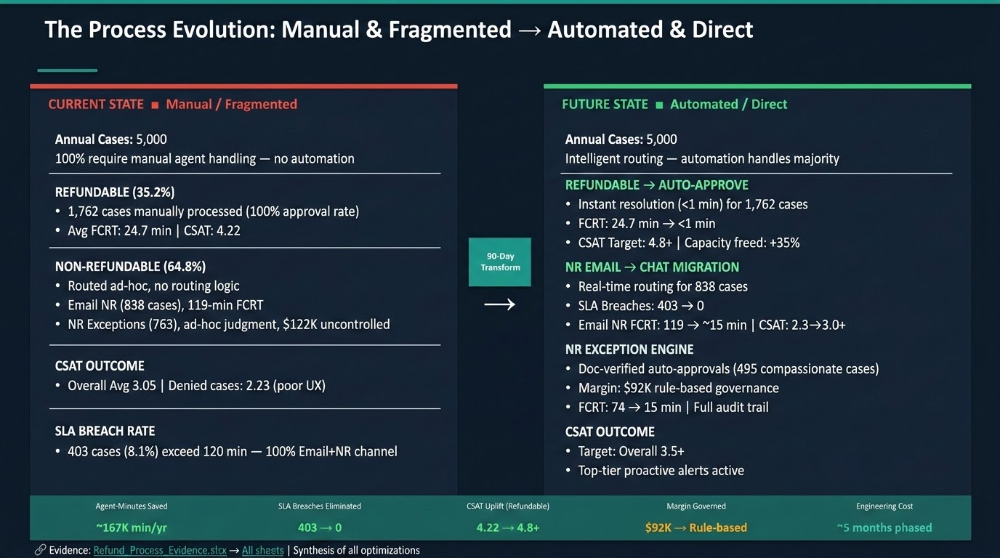 The Process Evolution: Manual & Fragmented → Automated & Direct
CURRENT STATE ■ Manual / Fragmented
Annual Cases: 5,000
100% require manual agent handling — no automation
REFUNDABLE (35.2%)
• 1,762 cases manually processed (100% approval rate)
• Avg FCRT: 24.7 min | CSAT: 4.22
NON-REFUNDABLE (64.8%)
• Routed ad-hoc, no routing logic
• Email NR (838 cases), 119-min FCRT
• NR Exceptions (763), ad-hoc judgment, $122K uncontrolled
CSAT OUTCOME
• Overall Avg 3.05 | Denied cases: 2.23 (poor UX)
SLA BREACH RATE
• 403 cases (8.1%) exceed 120 min — 100% Email+NR channel
90-Day
Transform
→
FUTURE STATE ■ Automated / Direct
Annual Cases: 5,000
Intelligent routing — automation handles majority
REFUNDABLE → AUTO-APPROVE
• Instant resolution (<1 min) for 1,762 cases
• FCRT: 24.7 min → <1 min
• CSAT Target: 4.8+ | Capacity freed: +35%
NR EMAIL → CHAT MIGRATION
• Real-time routing for 838 cases
• SLA Breaches: 403 → 0
• Email NR FCRT: 119 → ~15 min | CSAT: 2.3→3.0+
NR EXCEPTION ENGINE
• Doc-verified auto-approvals (495 compassionate cases)
• Margin: $92K rule-based governance
• FCRT: 74 → 15 min | Full audit trail
CSAT OUTCOME
• Target: Overall 3.5+
• Top-tier proactive alerts active
Agent-Minutes Saved
~167K min/yr
SLA Breaches Eliminated
403 → 0
CSAT Uplift (Refundable)
4.22 → 4.8+
Margin Governed
$92K → Rule-based
Engineering Cost
~5 months phased
Evidence: Refund_Process_Evidence.slcx → All sheets | Synthesis of all optimizations